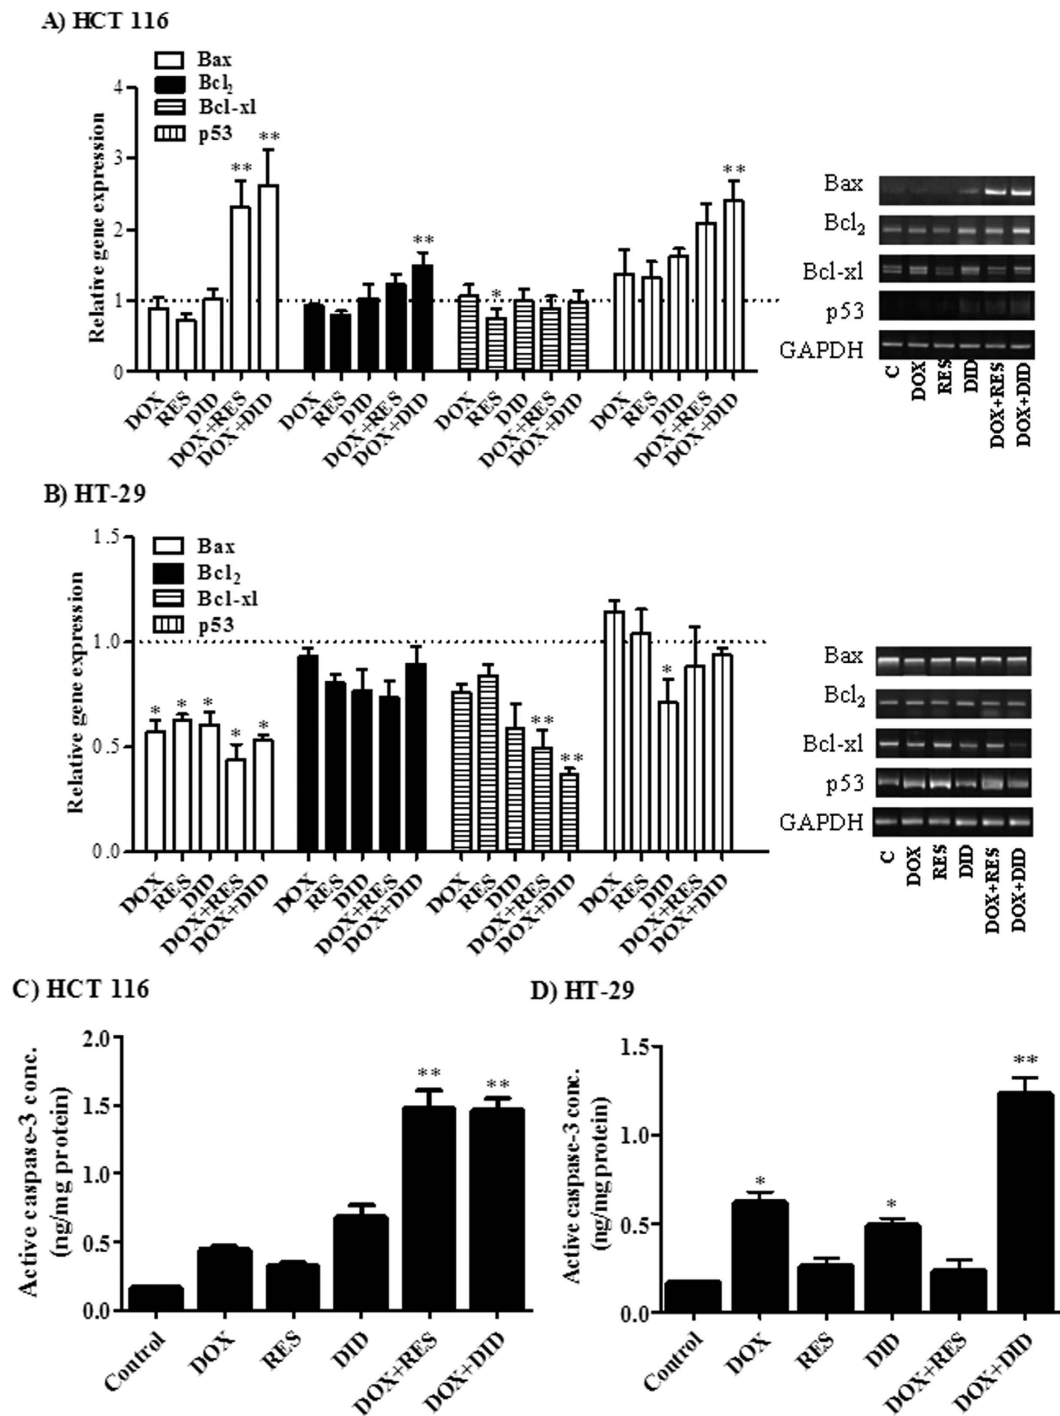 A) HCT 116
Bax
Bcl₂
Bcl-xl
p53
Relative gene expression
4
3
2
1
0
** ** ** * **
DOX RES DID DOX+RES DOX+DID DOX RES DID DOX+RES DOX+DID DOX RES DID DOX+RES DOX+DID DOX RES DID DOX+RES DOX+DID
Bax
Bcl₂
Bcl-xl
p53
GAPDH
C DOX RES DID DOX+RES DOX+DID
B) HT-29
Bax
Bcl₂
Bcl-xl
p53
Relative gene expression
1.5
1.0
0.5
0.0
* * * * * ** ** *
DOX RES DID DOX+RES DOX+DID DOX RES DID DOX+RES DOX+DID DOX RES DID DOX+RES DOX+DID DOX RES DID DOX+RES DOX+DID
Bax
Bcl₂
Bcl-xl
p53
GAPDH
C DOX RES DID DOX+RES DOX+DID
C) HCT 116
Active caspase-3 conc.
(ng/mg protein)
2.0
1.5
1.0
0.5
0.0
** **
Control DOX RES DID DOX+RES DOX+DID
D) HT-29
Active caspase-3 conc.
(ng/mg protein)
1.5
1.0
0.5
0.0
* * **
Control DOX RES DID DOX+RES DOX+DID